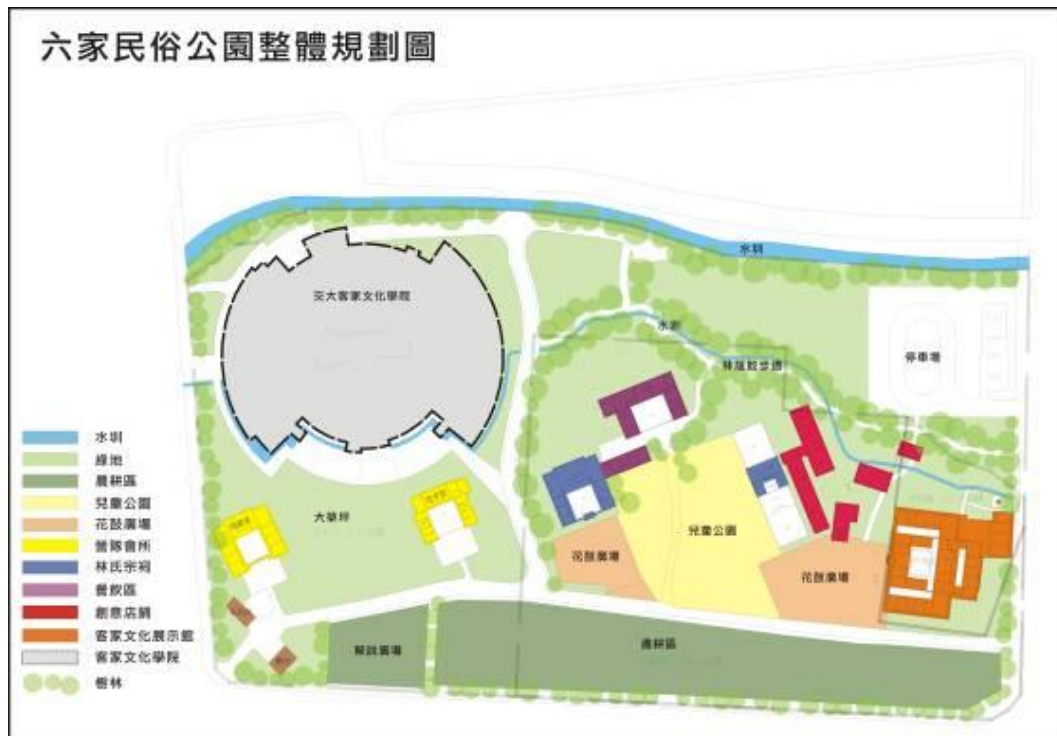 六家民俗公園整體規劃圖
水圳
交大客家文化學院
水圳
林蔭散步道
停車場
大草坪
兒童公園
花鼓廣場
花鼓廣場
解說廣場
農耕區
水圳
綠地
農耕區
兒童公園
花鼓廣場
營隊會所
林氏宗祠
餐飲區
創意店鋪
客家文化展示館
客家文化學院
樹林